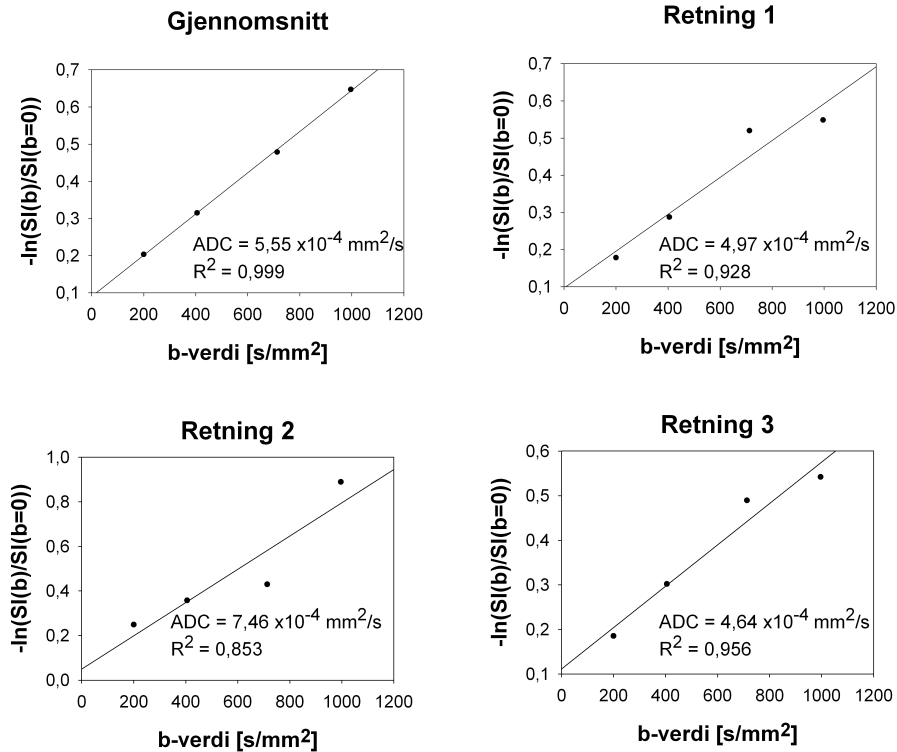 Gjennomsnitt
-ln(SI(b)/SI(b=0))
0,7
0,6
0,5
0,4
0,3
0,2
0,1
ADC = 5,55 x10⁻⁴ mm²/s
R² = 0,999
0 200 400 600 800 1000 1200
b-verdi [s/mm²]
Retning 1
-ln(SI(b)/SI(b=0))
0,7
0,6
0,5
0,4
0,3
0,2
0,1
ADC = 4,97 x10⁻⁴ mm²/s
R² = 0,928
0 200 400 600 800 1000 1200
b-verdi [s/mm²]
Retning 2
-ln(SI(b)/SI(b=0))
1,0
0,8
0,6
0,4
0,2
0,0
ADC = 7,46 x10⁻⁴ mm²/s
R² = 0,853
0 200 400 600 800 1000 1200
b-verdi [s/mm²]
Retning 3
-ln(SI(b)/SI(b=0))
0,6
0,5
0,4
0,3
0,2
0,1
ADC = 4,64 x10⁻⁴ mm²/s
R² = 0,956
0 200 400 600 800 1000 1200
b-verdi [s/mm²]